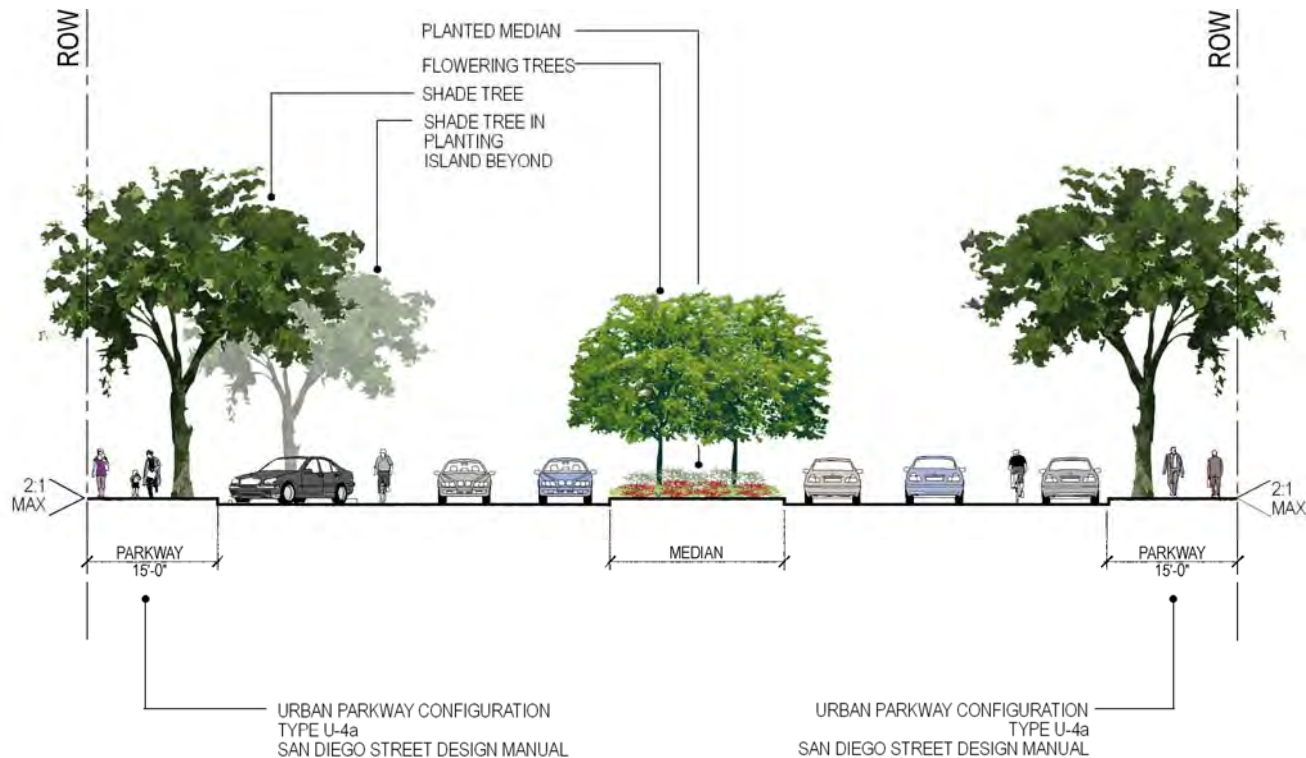 ROW
ROW
PLANTED MEDIAN
FLOWERING TREES
SHADE TREE
SHADE TREE IN
PLANTING
ISLAND BEYOND
2:1
MAX
2:1
MAX
PARKWAY
15'-0"
MEDIAN
PARKWAY
15'-0"
URBAN PARKWAY CONFIGURATION
TYPE U-4a
SAN DIEGO STREET DESIGN MANUAL
URBAN PARKWAY CONFIGURATION
TYPE U-4a
SAN DIEGO STREET DESIGN MANUAL